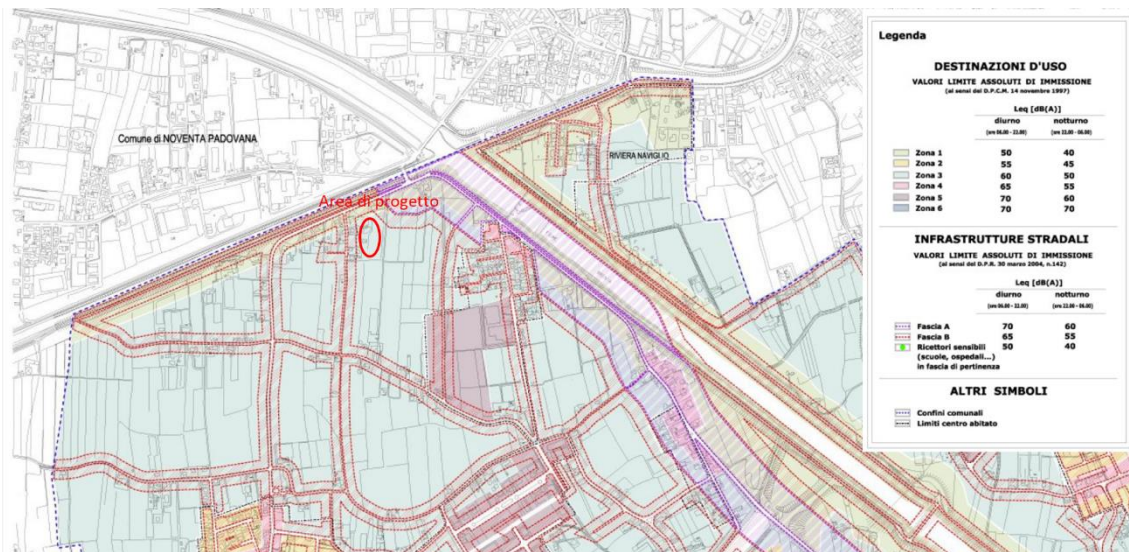 Comune di NOVENTA PADOVANA
RIVIERA NAVIGLIO
Area di progetto
Legenda
DESTINAZIONI D'USO
VALORI LIMITE ASSOLUTI DI IMMISSIONE
(ai sensi del D.P.C.M. 14 novembre 1997)
Leq [dB(A)]
diurno notturno
(ore 06.00 - 22.00) (ore 22.00 - 06.00)
Zona 1 50 40
Zona 2 55 45
Zona 3 60 50
Zona 4 65 55
Zona 5 70 60
Zona 6 70 70
INFRASTRUTTURE STRADALI
VALORI LIMITE ASSOLUTI DI IMMISSIONE
(ai sensi del D.P.R. 30 marzo 2004, n.142)
Leq [dB(A)]
diurno notturno
(ore 06.00 - 22.00) (ore 22.00 - 06.00)
Fascia A 70 60
Fascia B 65 55
Ricettori sensibili 50 40
(scuole, ospedali...)
in fascia di pertinenza
ALTRI SIMBOLI
Confini comunali
Limiti centro abitato